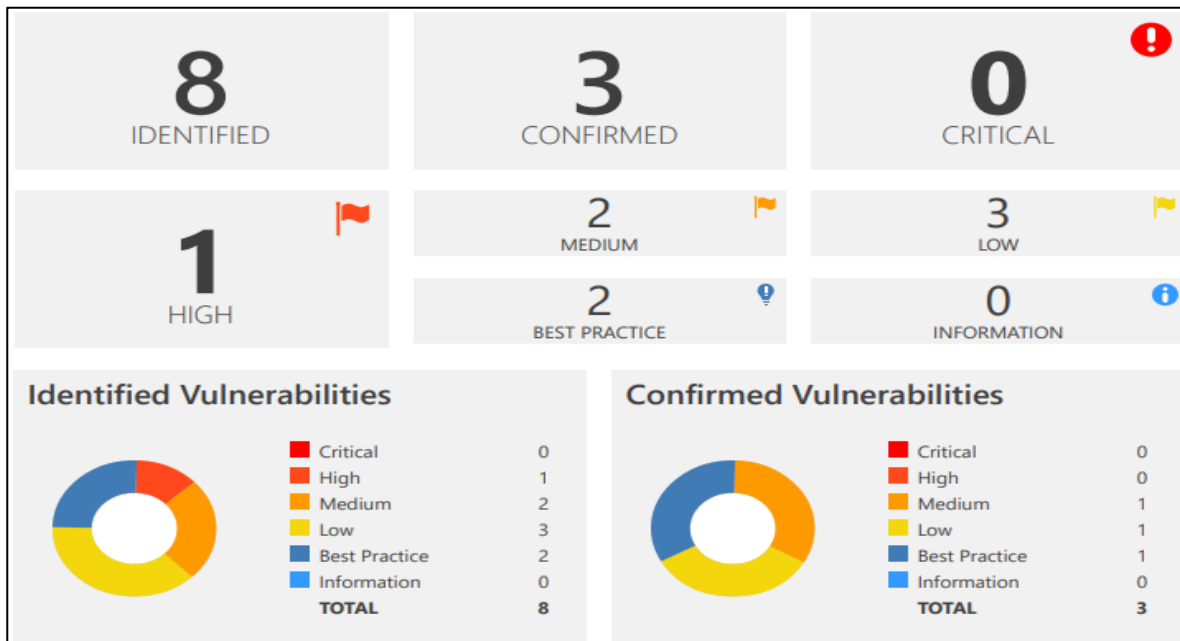 8
IDENTIFIED
3
CONFIRMED
0
CRITICAL
1
HIGH
2
MEDIUM
3
LOW
2
BEST PRACTICE
0
INFORMATION
Identified Vulnerabilities
Critical 0
High 1
Medium 2
Low 3
Best Practice 2
Information 0
TOTAL 8
Confirmed Vulnerabilities
Critical 0
High 0
Medium 1
Low 1
Best Practice 1
Information 0
TOTAL 3